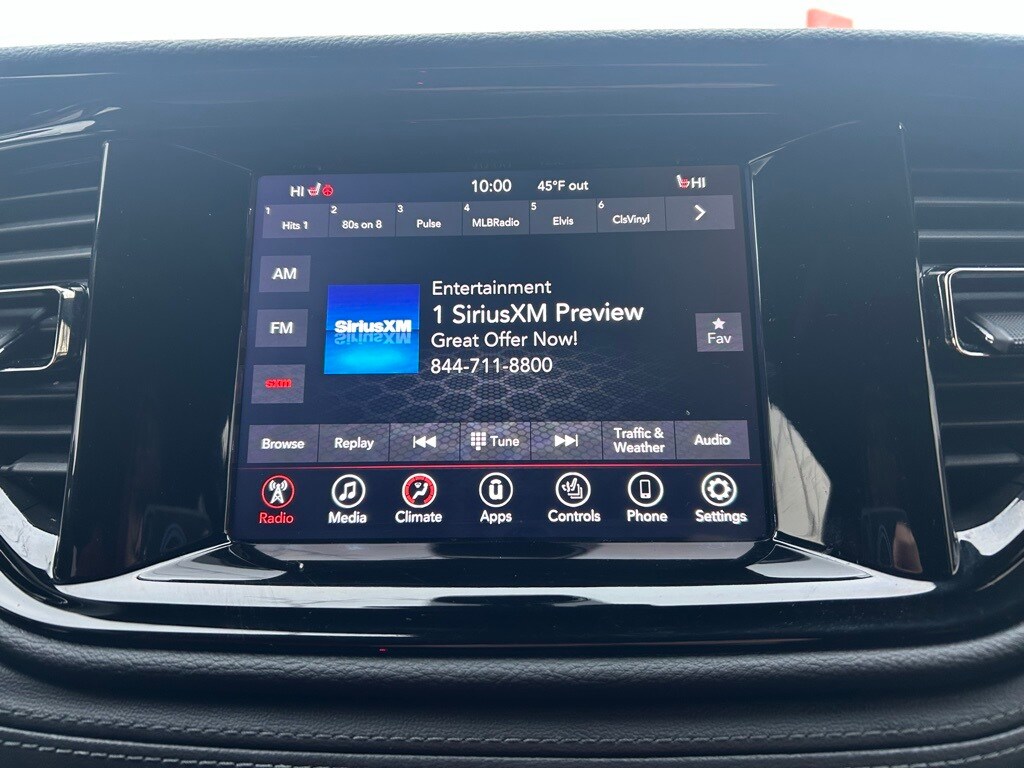 HI
10:00
45°F out
HI
1 Hits 1
2 80s on 8
3 Pulse
4 MLBRadio
5 Elvis
6 ClsVinyl
AM
FM
sxm
SiriusXM
Entertainment
1 SiriusXM Preview
Great Offer Now!
844-711-8800
Fav
Browse
Replay
Tune
Traffic &
Weather
Audio
Radio
Media
Climate
Apps
Controls
Phone
Settings